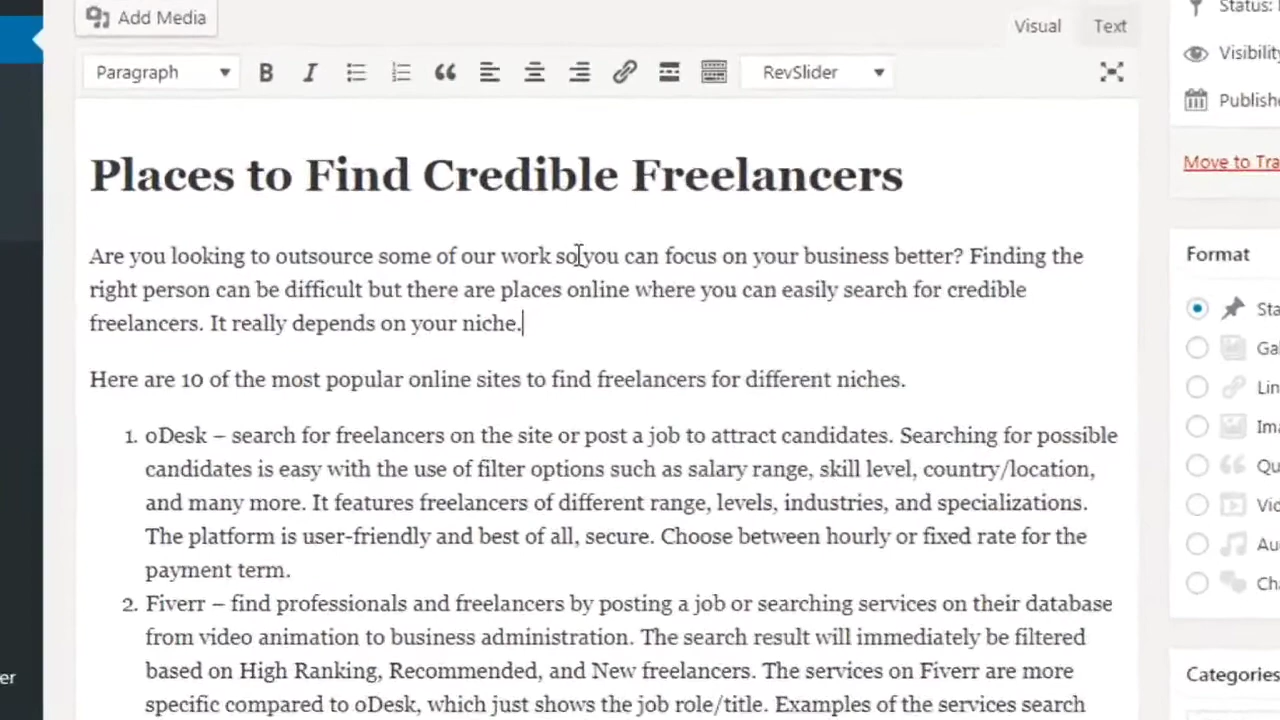 Add Media
Visual Text
Paragraph RevSlider
Places to Find Credible Freelancers
Are you looking to outsource some of our work so you can focus on your business better? Finding the
right person can be difficult but there are places online where you can easily search for credible
freelancers. It really depends on your niche.
Here are 10 of the most popular online sites to find freelancers for different niches.
1. oDesk – search for freelancers on the site or post a job to attract candidates. Searching for possible
candidates is easy with the use of filter options such as salary range, skill level, country/location,
and many more. It features freelancers of different range, levels, industries, and specializations.
The platform is user-friendly and best of all, secure. Choose between hourly or fixed rate for the
payment term.
2. Fiverr – find professionals and freelancers by posting a job or searching services on their database
from video animation to business administration. The search result will immediately be filtered
based on High Ranking, Recommended, and New freelancers. The services on Fiverr are more
specific compared to oDesk, which just shows the job role/title. Examples of the services search
Status:
Visibility
Publishe
Move to Tra
Format
Sta
Gal
Lin
Ima
Qu
Vid
Au
Cha
Categories
er